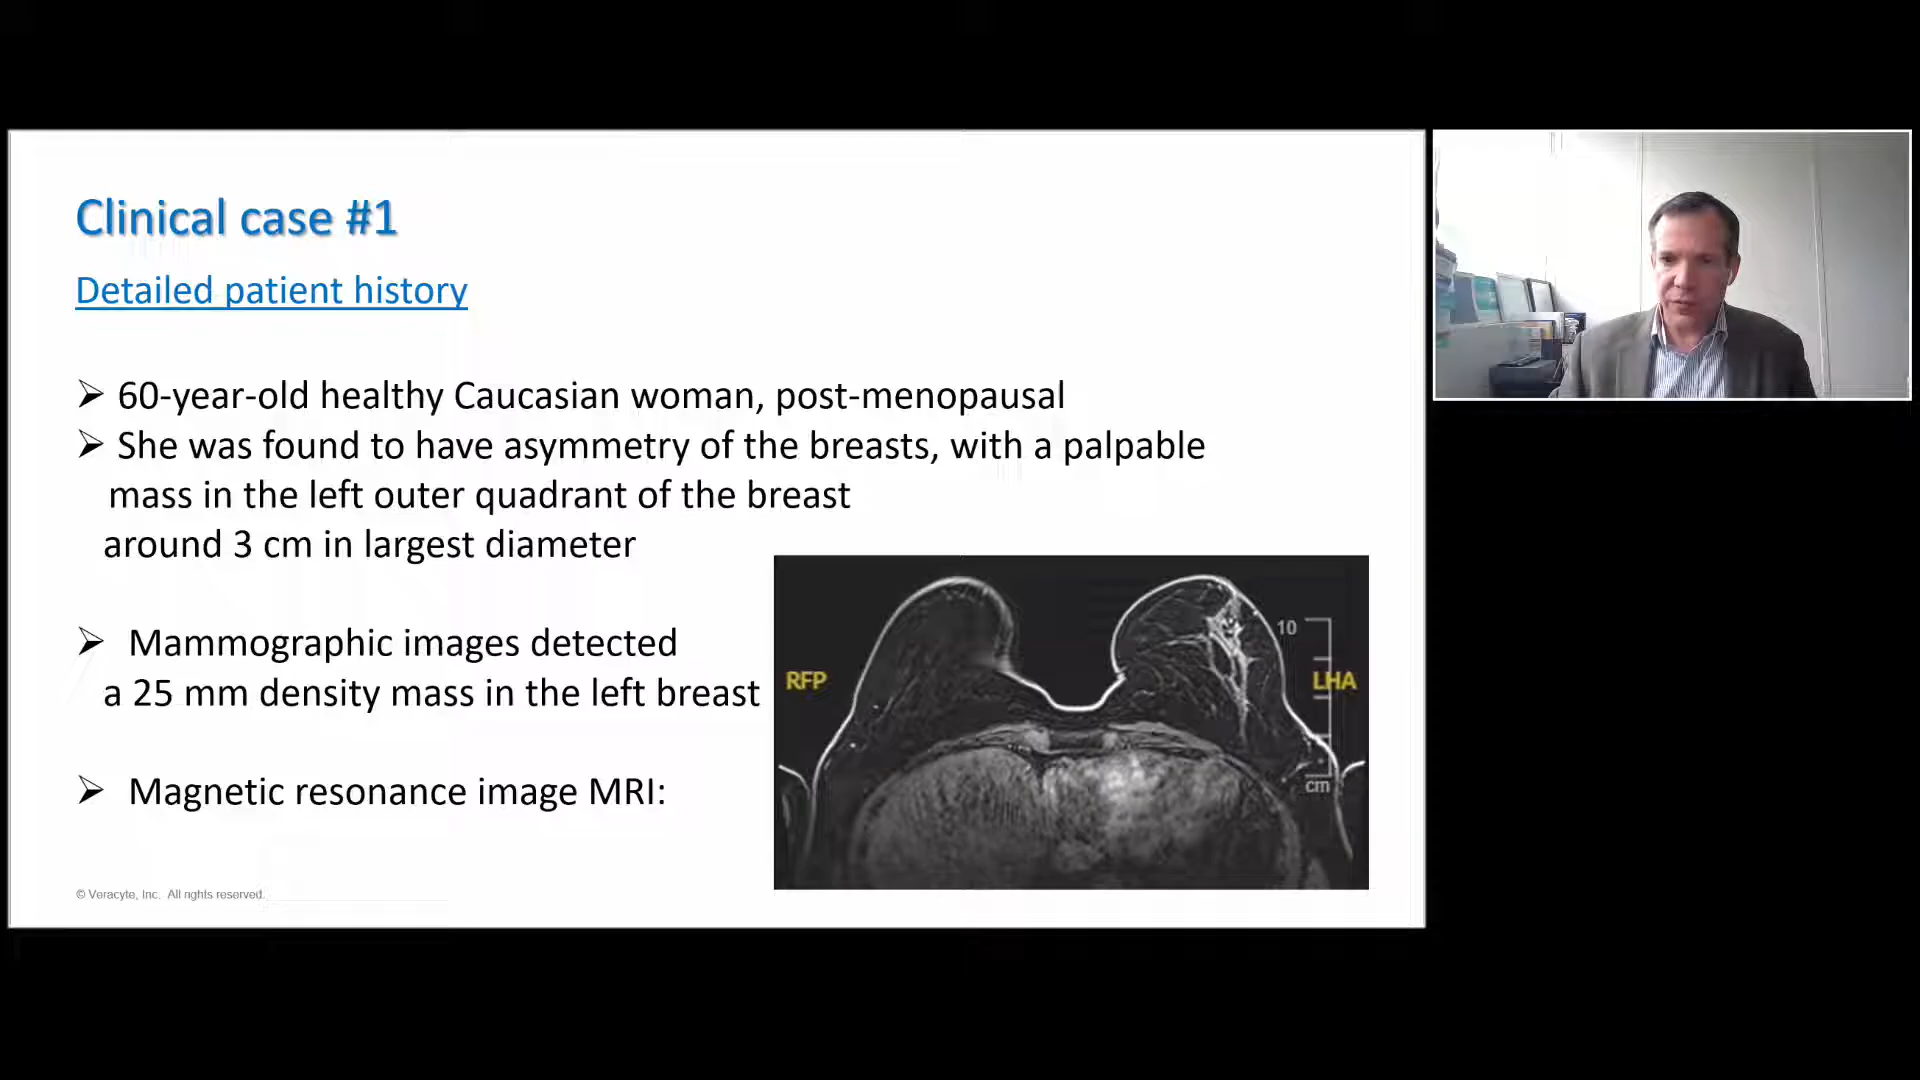 Clinical case #1
Detailed patient history
➢ 60-year-old healthy Caucasian woman, post-menopausal
➢ She was found to have asymmetry of the breasts, with a palpable
mass in the left outer quadrant of the breast
around 3 cm in largest diameter
➢ Mammographic images detected
a 25 mm density mass in the left breast
➢ Magnetic resonance image MRI:
10
RFP
LHA
cm
© Veracyte, Inc. All rights reserved.